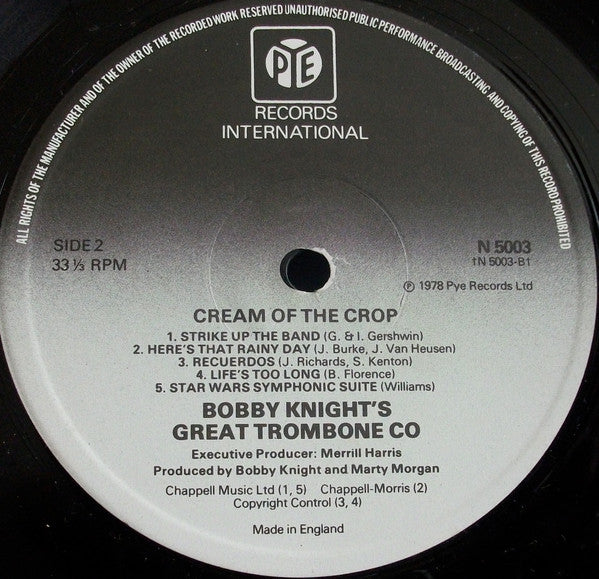 ALL RIGHTS OF THE MANUFACTURER AND OF THE OWNER OF THE RECORDED WORK RESERVED UNAUTHORISED PUBLIC PERFORMANCE BROADCASTING AND COPYING OF THIS RECORD PROHIBITED
PYE
RECORDS
INTERNATIONAL
SIDE 2
33 ⅓ RPM
N 5003
†N 5003-B†
℗ 1978 Pye Records Ltd
CREAM OF THE CROP
1. STRIKE UP THE BAND (G. & I. Gershwin)
2. HERE'S THAT RAINY DAY (J. Burke, J. Van Heusen)
3. RECUERDOS (J. Richards, S. Kenton)
4. LIFE'S TOO LONG (B. Florence)
5. STAR WARS SYMPHONIC SUITE (Williams)
BOBBY KNIGHT'S
GREAT TROMBONE CO
Executive Producer: Merrill Harris
Produced by Bobby Knight and Marty Morgan
Chappell Music Ltd (1, 5) Chappell-Morris (2)
Copyright Control (3, 4)
Made in England